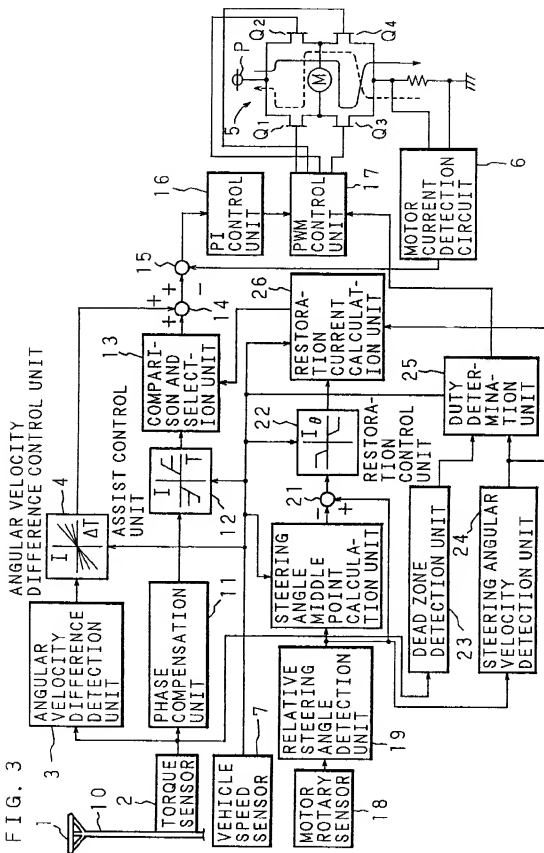 FIG. 3
1
10
2
TORQUE
SENSOR
3
ANGULAR
VELOCITY
DIFFERENCE
DETECTION
UNIT
ANGULAR VELOCITY
DIFFERENCE CONTROL UNIT
4
I
ΔT
PHASE
COMPENSATION
UNIT
11
ASSIST CONTROL
UNIT
I
T
12
13
COMPARI-
SON AND
SELECT-
ION UNIT
+
+
14
+
-
15
16
PI
CONTROL
UNIT
PWM
CONTROL
UNIT
17
5
P
Q1
Q2
Q3
Q4
M
MOTOR
CURRENT
DETECTION
CIRCUIT
6
VEHICLE
SPEED
SENSOR
7
MOTOR
ROTARY
SENSOR
18
RELATIVE
STEERING
ANGLE
DETECTION
UNIT
19
STEERING
ANGLE
MIDDLE
POINT
CALCULA-
TION UNIT
21
-
+
22
I
θ
RESTORA-
TION CONTROL
UNIT
26
RESTORA-
TION
CURRENT
CALCULAT-
ION UNIT
DEAD ZONE
DETECTION UNIT
23
STEERING ANGULAR
VELOCITY
DETECTION UNIT
24
DUTY
DETER-
MINATION
UNIT
25